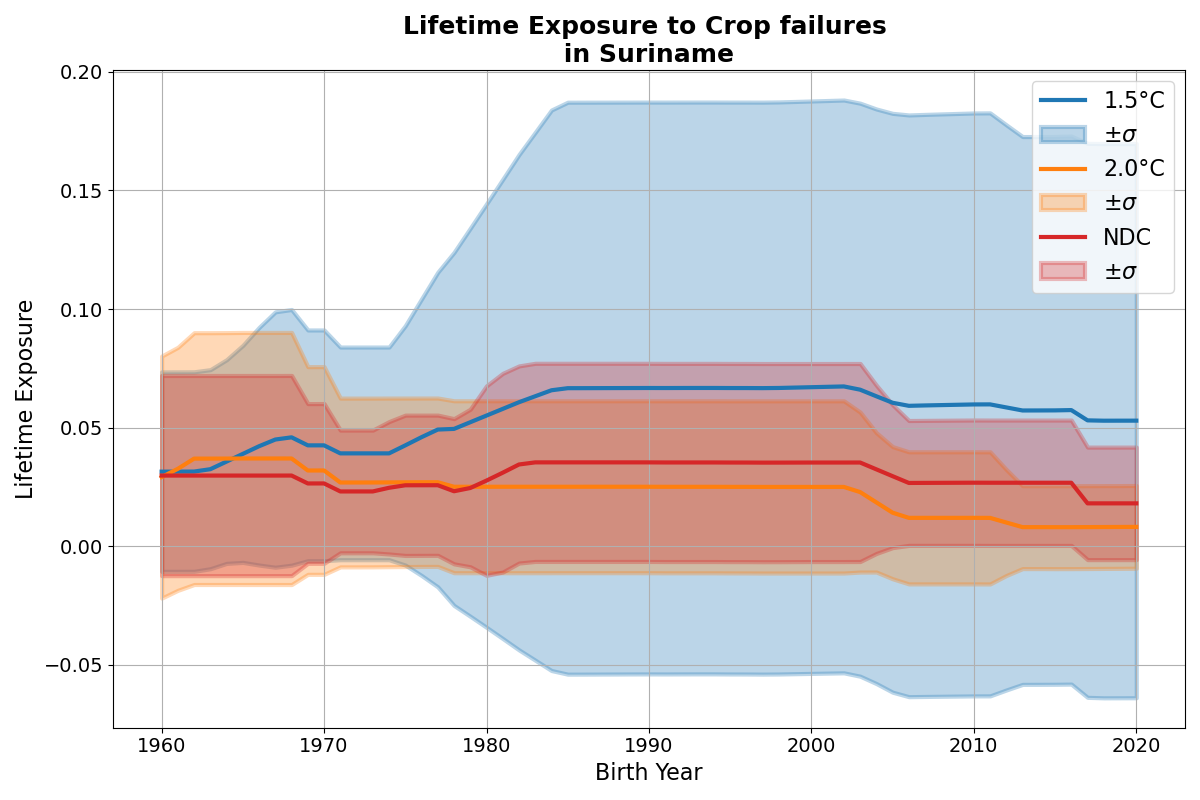 Lifetime Exposure to Crop failures
in Suriname
0.20
0.15
0.10
0.05
0.00
−0.05
Lifetime Exposure
1.5°C
±σ
2.0°C
±σ
NDC
±σ
1960 1970 1980 1990 2000 2010 2020
Birth Year